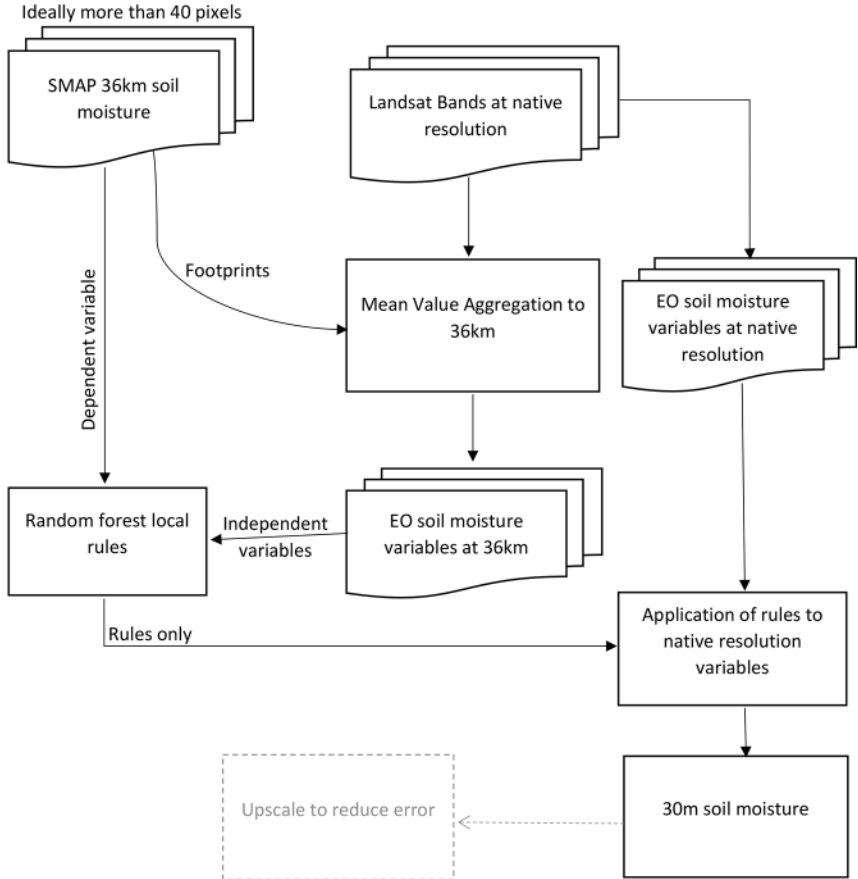 Ideally more than 40 pixels
SMAP 36km soil
moisture
Landsat Bands at native
resolution
Footprints
Dependent variable
Mean Value Aggregation to
36km
EO soil moisture
variables at native
resolution
Random forest local
rules
Independent
variables
EO soil moisture
variables at 36km
Rules only
Application of rules to
native resolution
variables
Upscale to reduce error
30m soil moisture